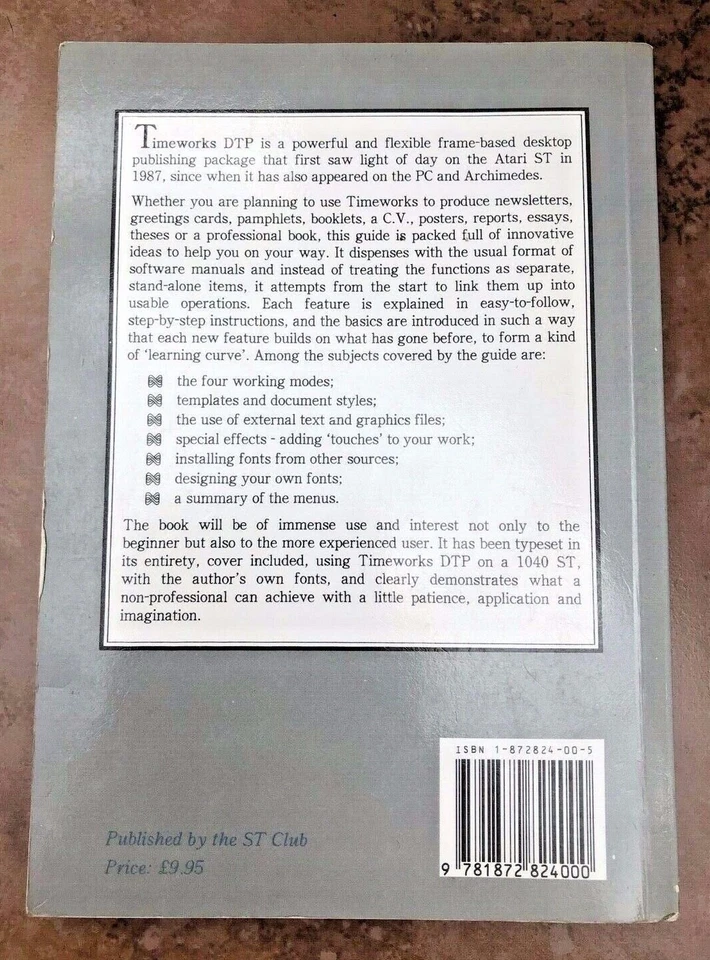 Timeworks DTP is a powerful and flexible frame-based desktop
publishing package that first saw light of day on the Atari ST in
1987, since when it has also appeared on the PC and Archimedes.
Whether you are planning to use Timeworks to produce newsletters,
greetings cards, pamphlets, booklets, a C.V., posters, reports, essays,
theses or a professional book, this guide is packed full of innovative
ideas to help you on your way. It dispenses with the usual format of
software manuals and instead of treating the functions as separate,
stand-alone items, it attempts from the start to link them up into
usable operations. Each feature is explained in easy-to-follow,
step-by-step instructions, and the basics are introduced in such a way
that each new feature builds on what has gone before, to form a kind
of ‘learning curve’. Among the subjects covered by the guide are:
the four working modes;
templates and document styles;
the use of external text and graphics files;
special effects - adding ‘touches’ to your work;
installing fonts from other sources;
designing your own fonts;
a summary of the menus.
The book will be of immense use and interest not only to the
beginner but also to the more experienced user. It has been typeset in
its entirety, cover included, using Timeworks DTP on a 1040 ST,
with the author's own fonts, and clearly demonstrates what a
non-professional can achieve with a little patience, application and
imagination.
ISBN 1-872824-00-5
9 781872 824000
Published by the ST Club
Price: £9.95